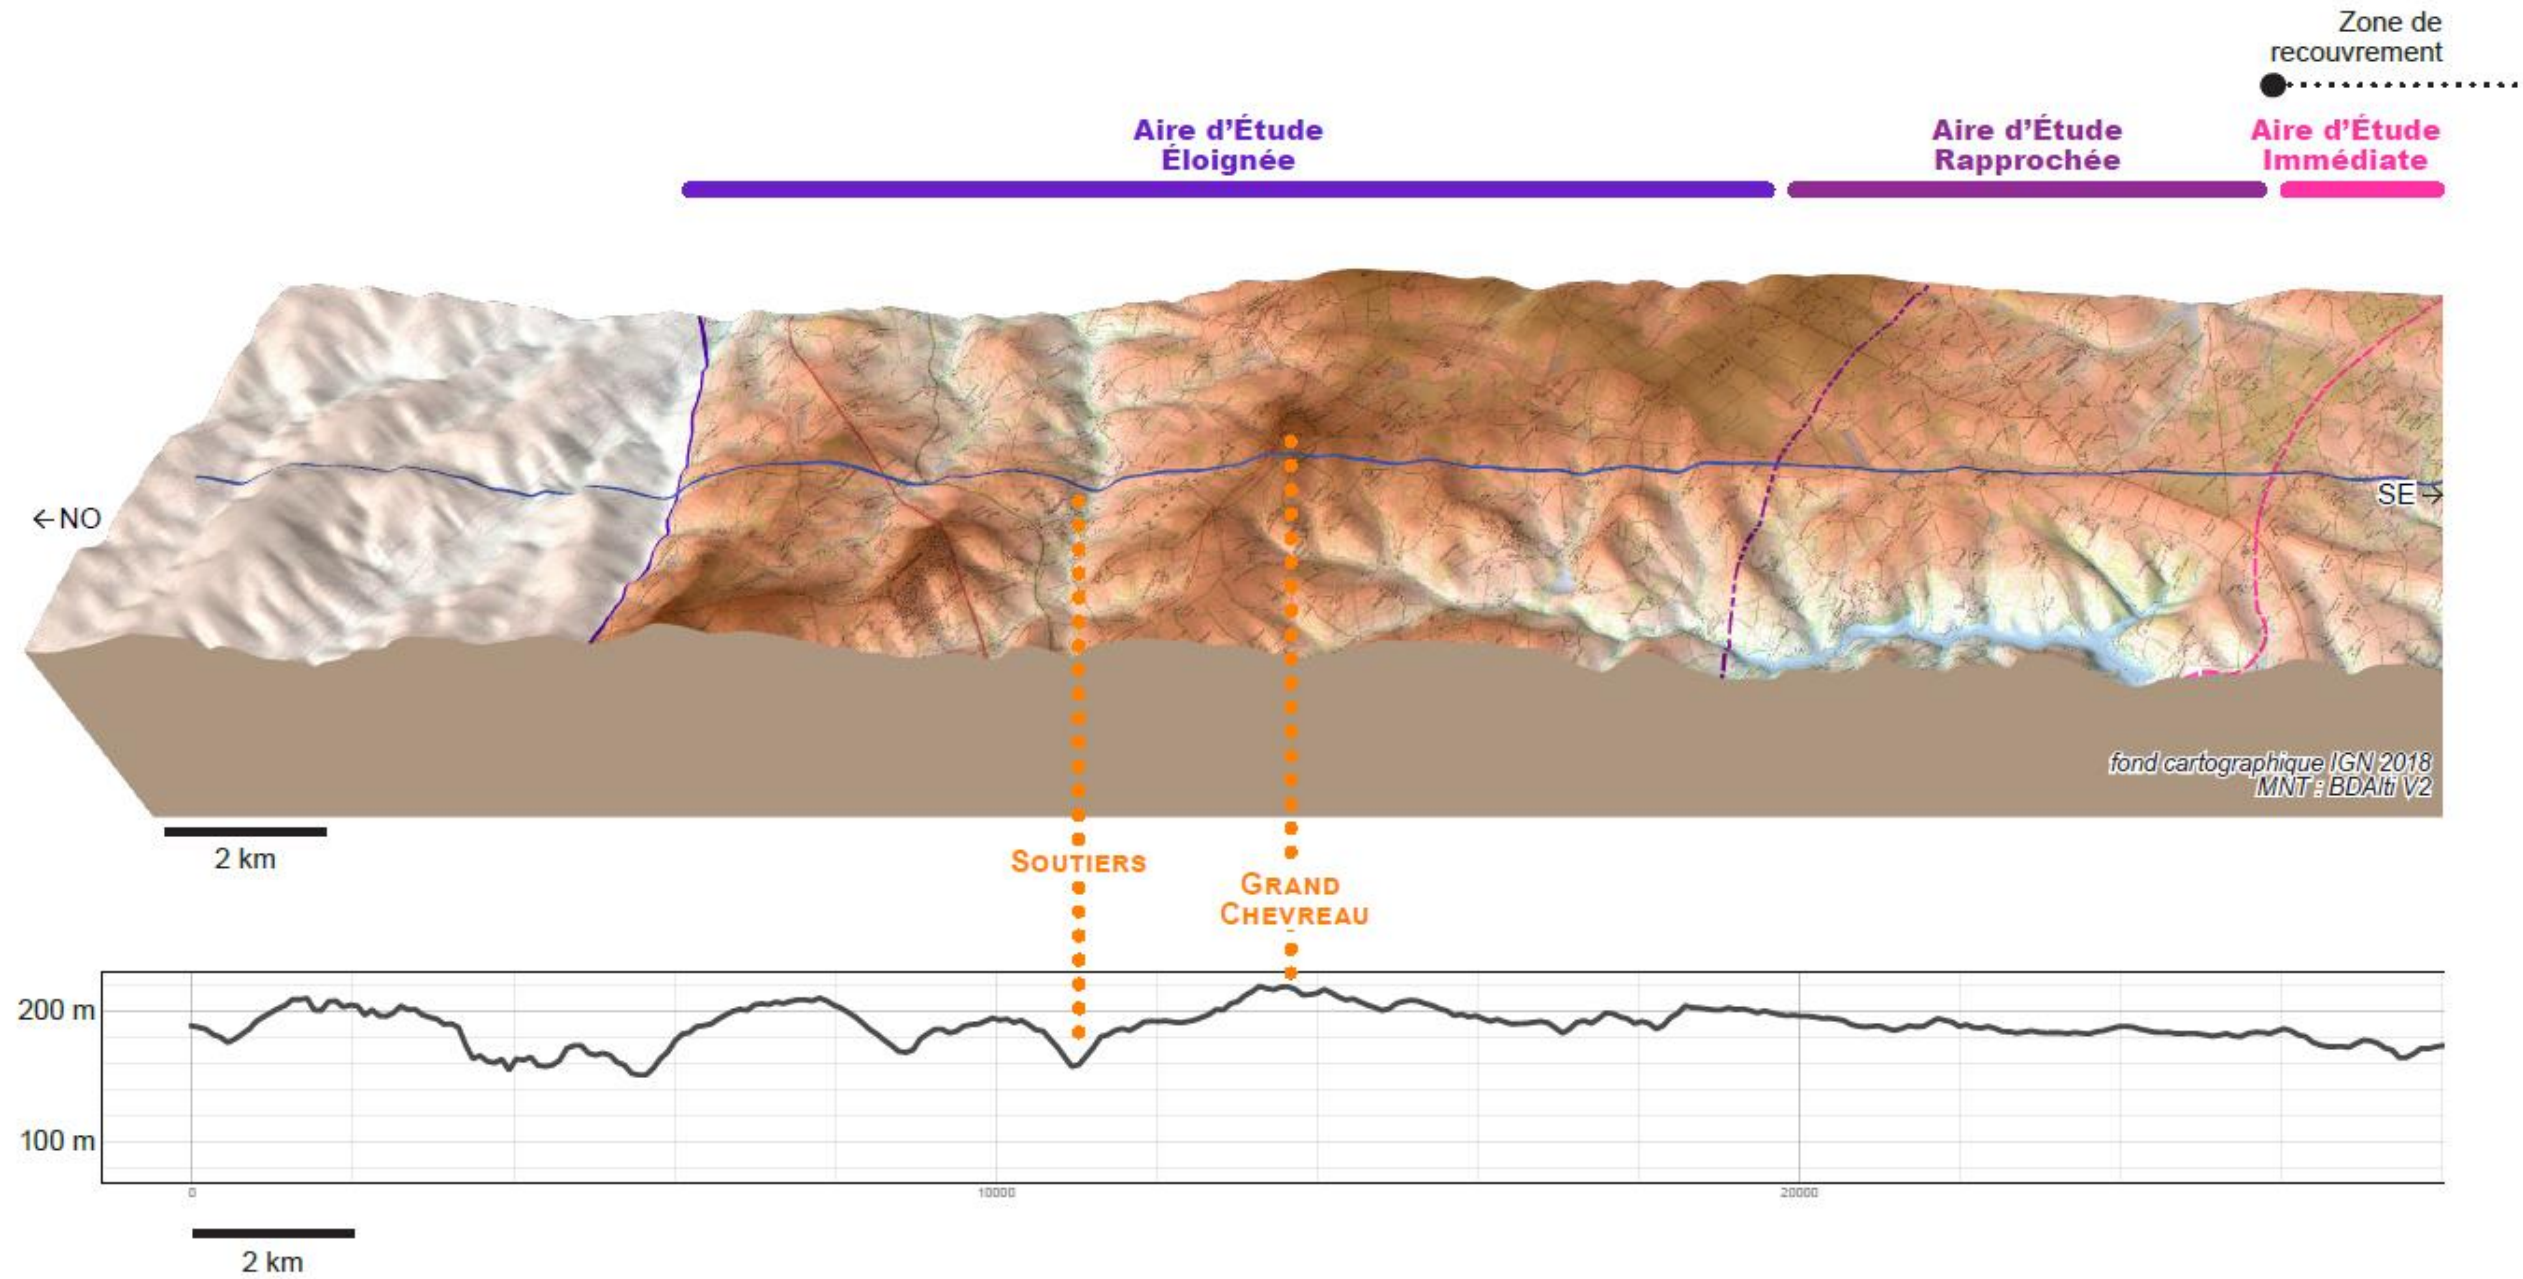 Zone de
recouvrement
Aire d'Étude
Éloignée
Aire d'Étude
Rapprochée
Aire d'Étude
Immédiate
←NO
SE→
fond cartographique IGN 2018
MNT : BDAlti V2
2 km
SOUTIERS
GRAND
CHEVREAU
200 m
100 m
0
10000
20000
2 km